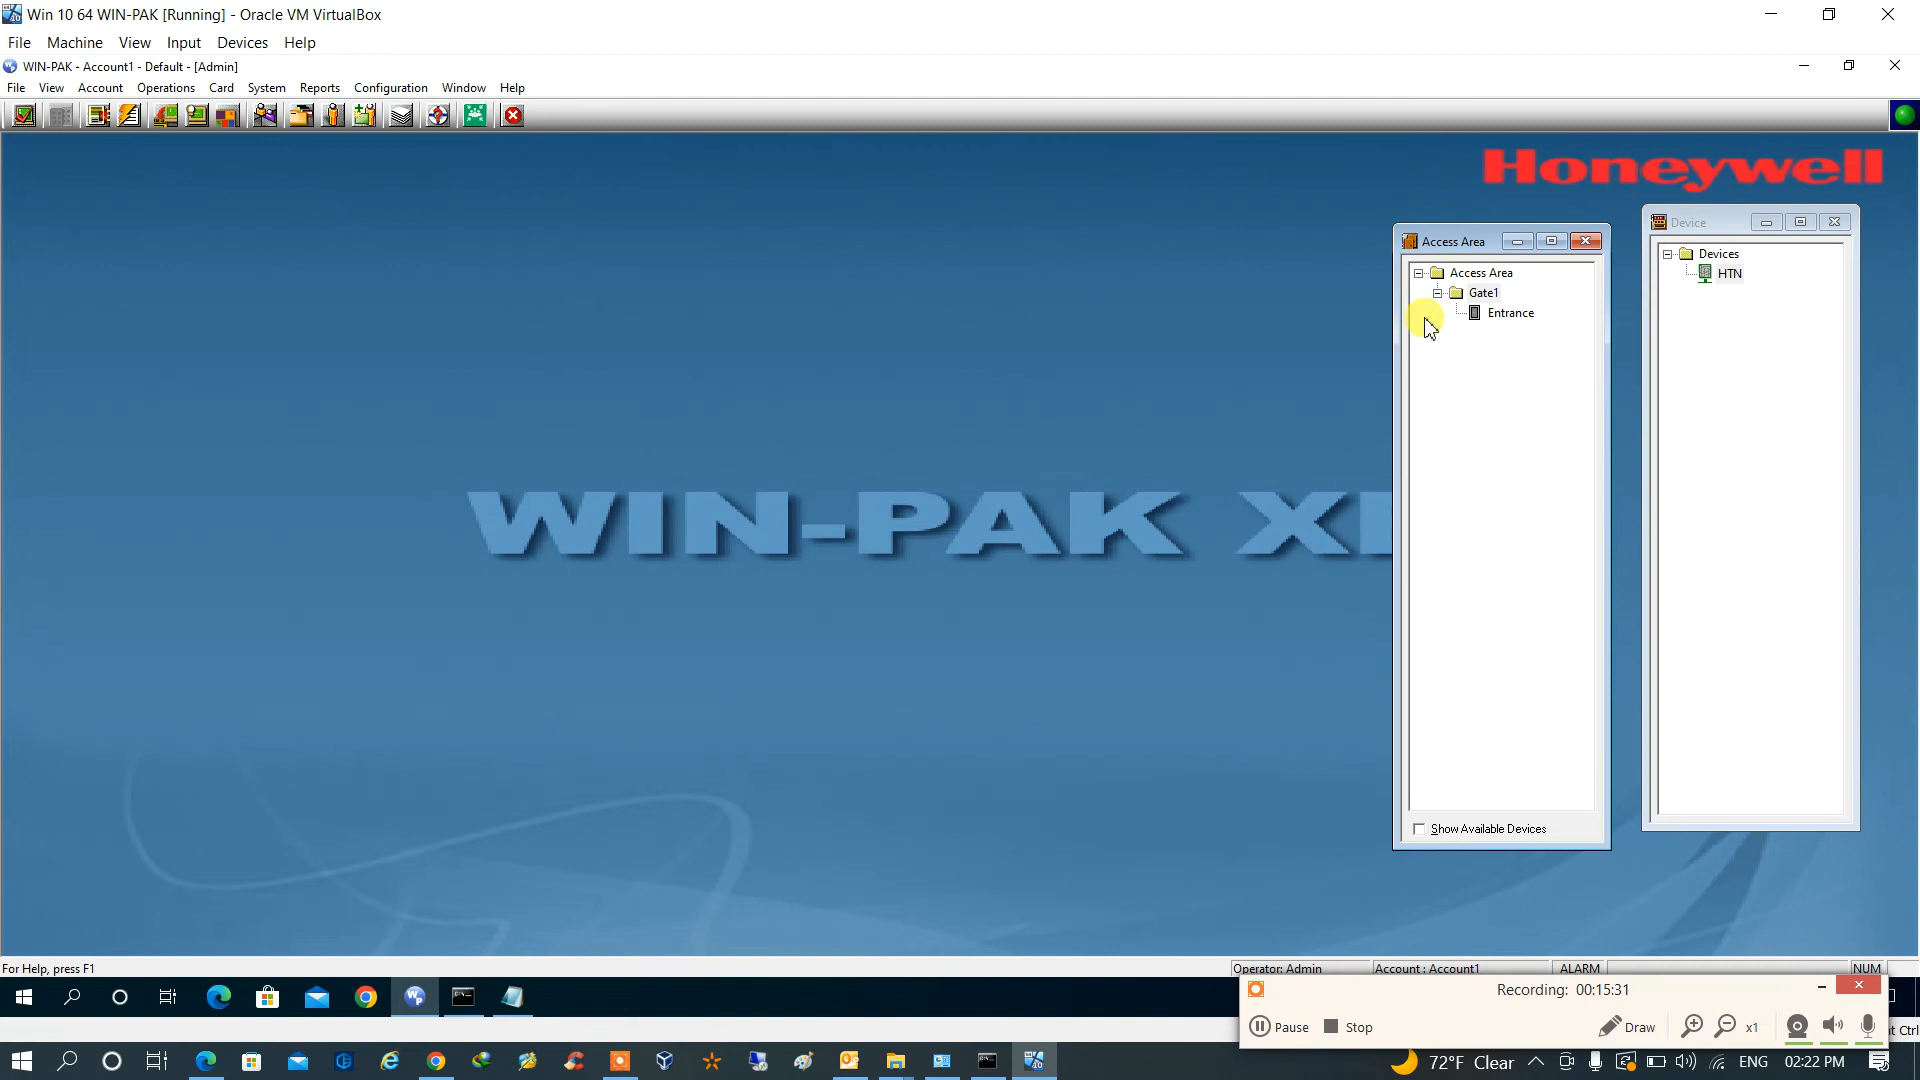 Win 10 64 WIN-PAK [Running] - Oracle VM VirtualBox
File Machine View Input Devices Help
WIN-PAK - Account1 - Default - [Admin]
File View Account Operations Card System Reports Configuration Window Help
Honeywell
Access Area
Access Area
Gate1
Entrance
Show Available Devices
Device
Devices
HTN
WIN-PAK
For Help, press F1
Operator: Admin
Account : Account1
ALARM
NUM
Recording: 00:15:31
Pause
Stop
Draw
x1
Ctrl
72°F Clear
ENG
02:22 PM